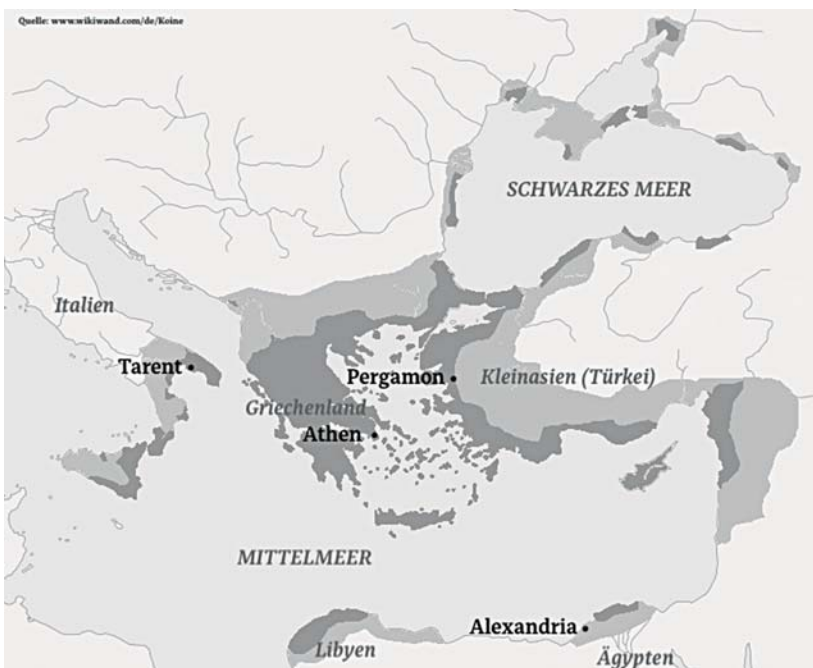 Quelle: www.wikiwand.com/de/Koine
SCHWARZES MEER
Italien
Tarent
Pergamon
Kleinasien (Türkei)
Griechenland
Athen
MITTELMEER
Alexandria
Libyen
Ägypten